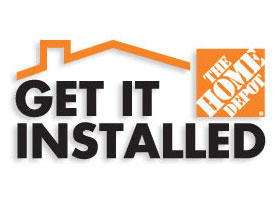 GET IT
INSTALLED
THE
HOME
DEPOT
®